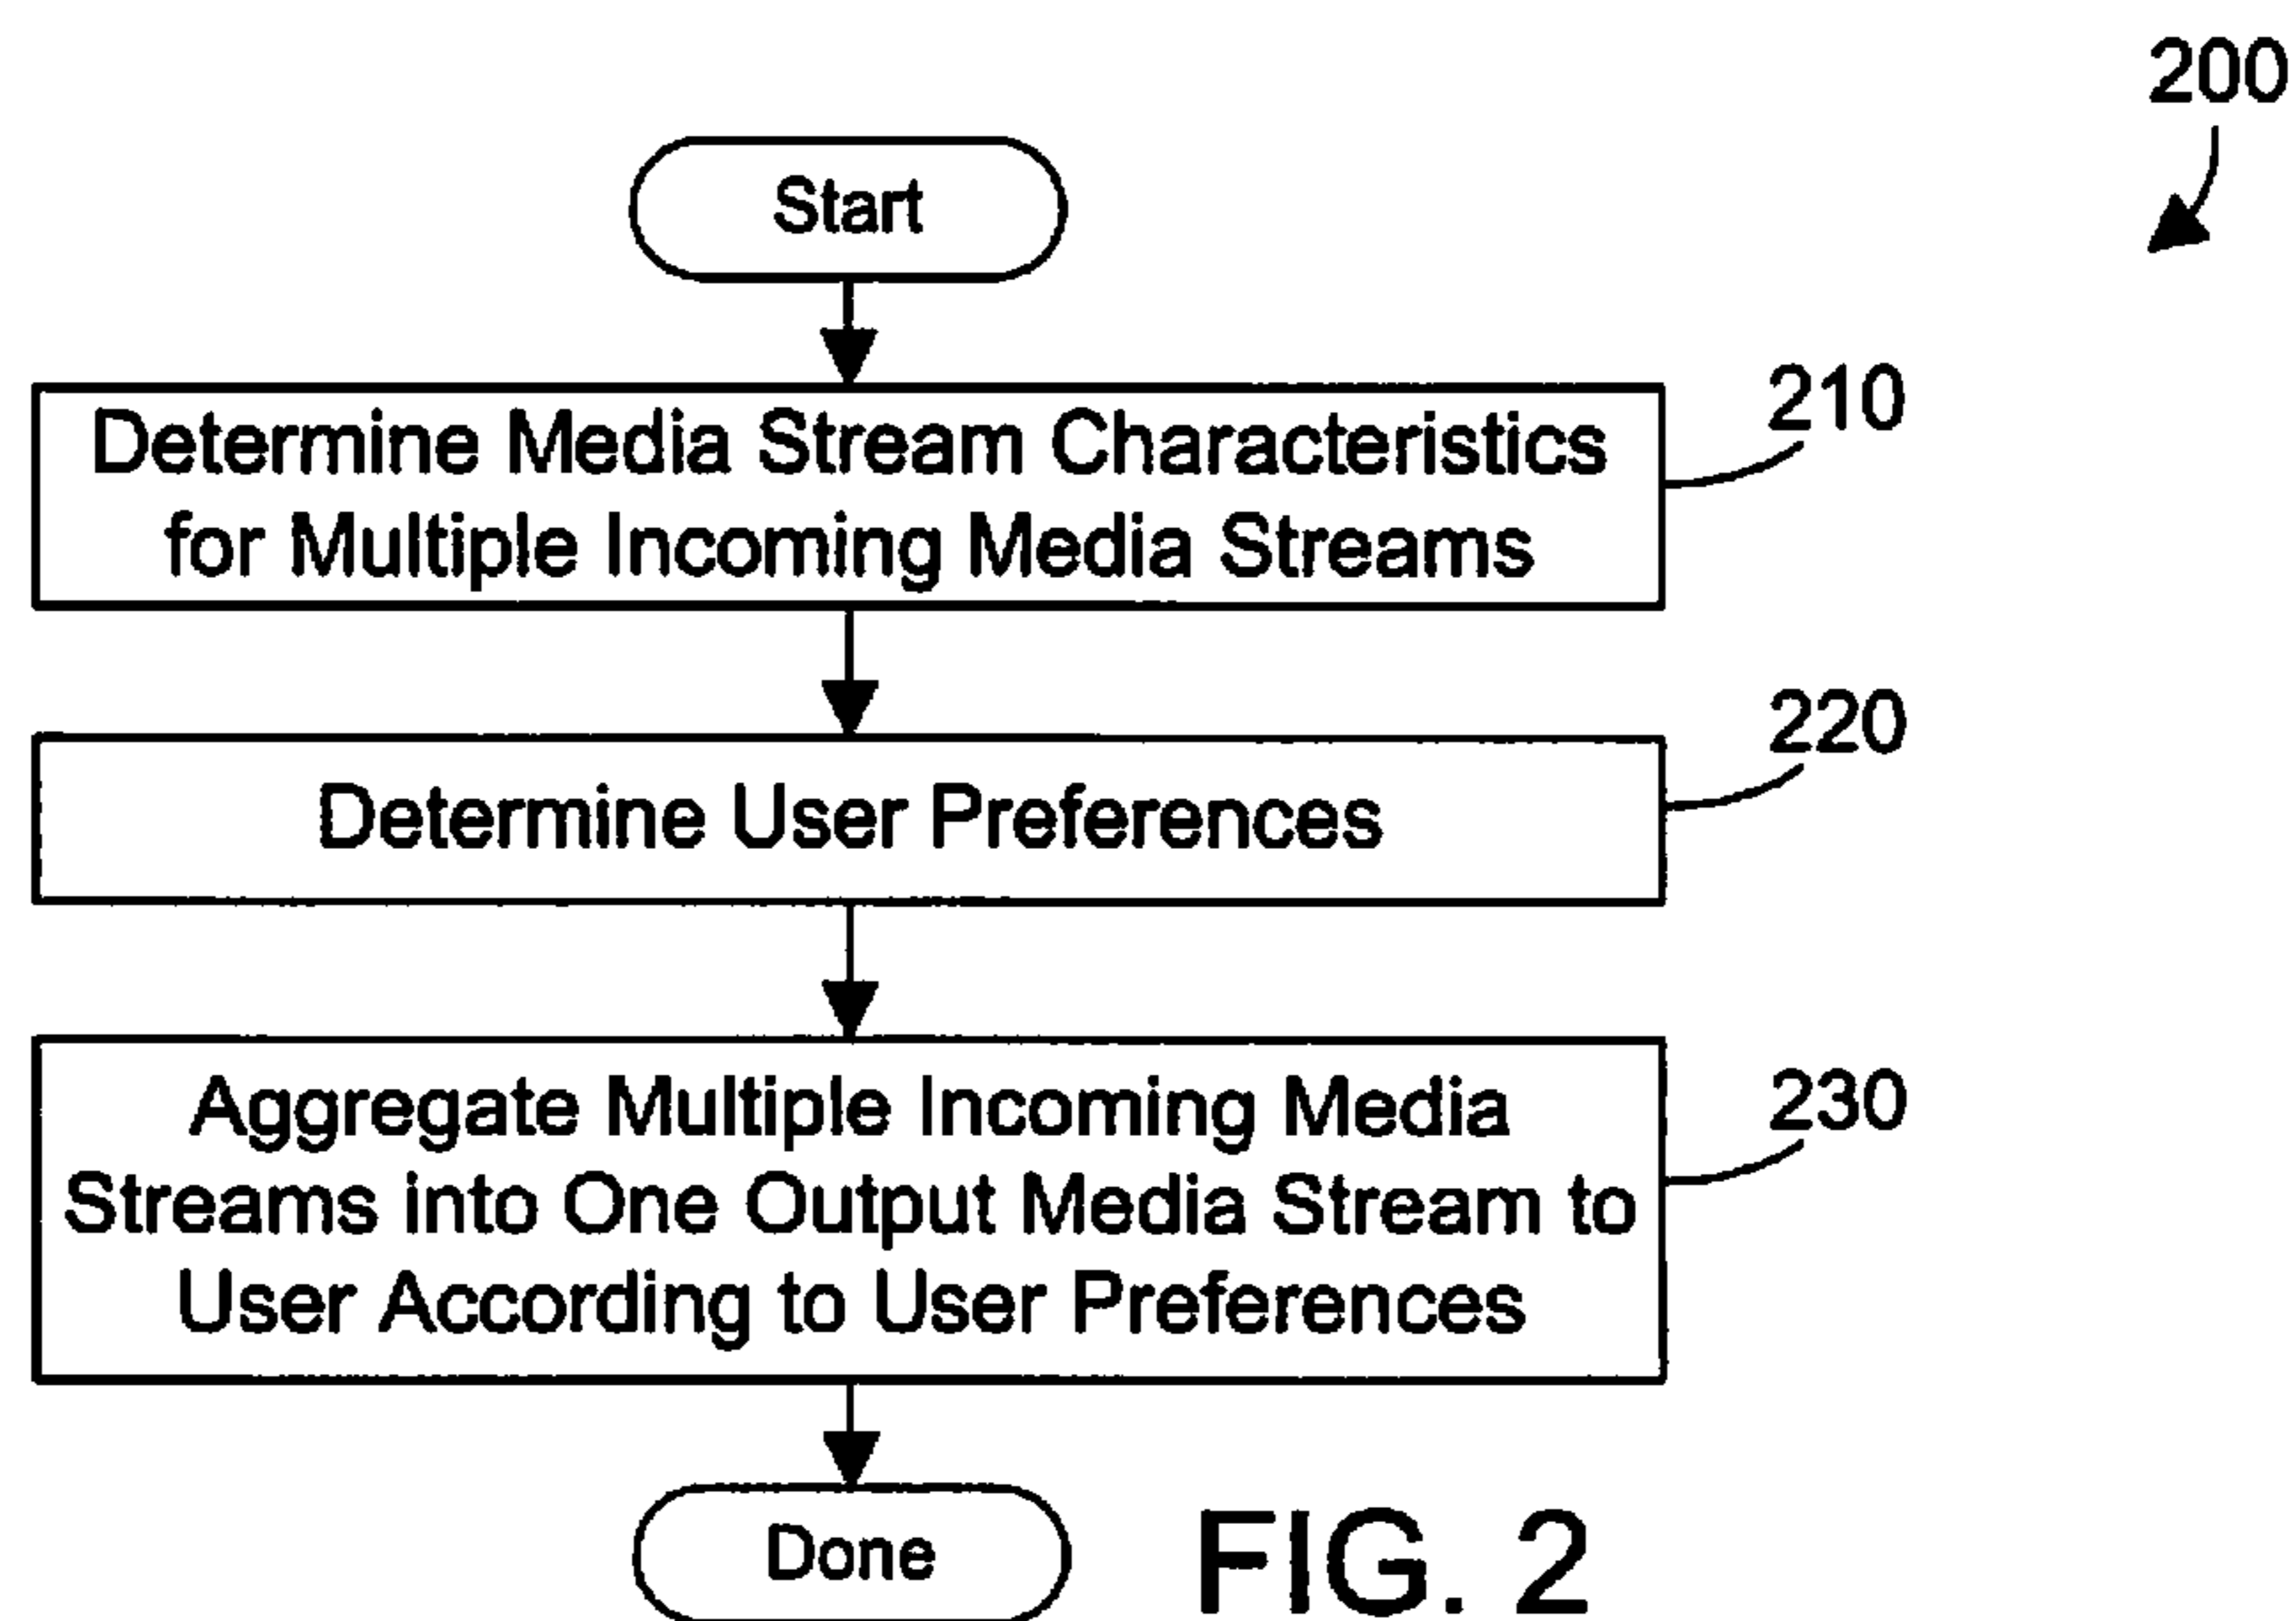 200
Start
Determine Media Stream Characteristics
for Multiple Incoming Media Streams
210
Determine User Preferences
220
Aggregate Multiple Incoming Media
Streams into One Output Media Stream to
User According to User Preferences
230
Done
FIG. 2